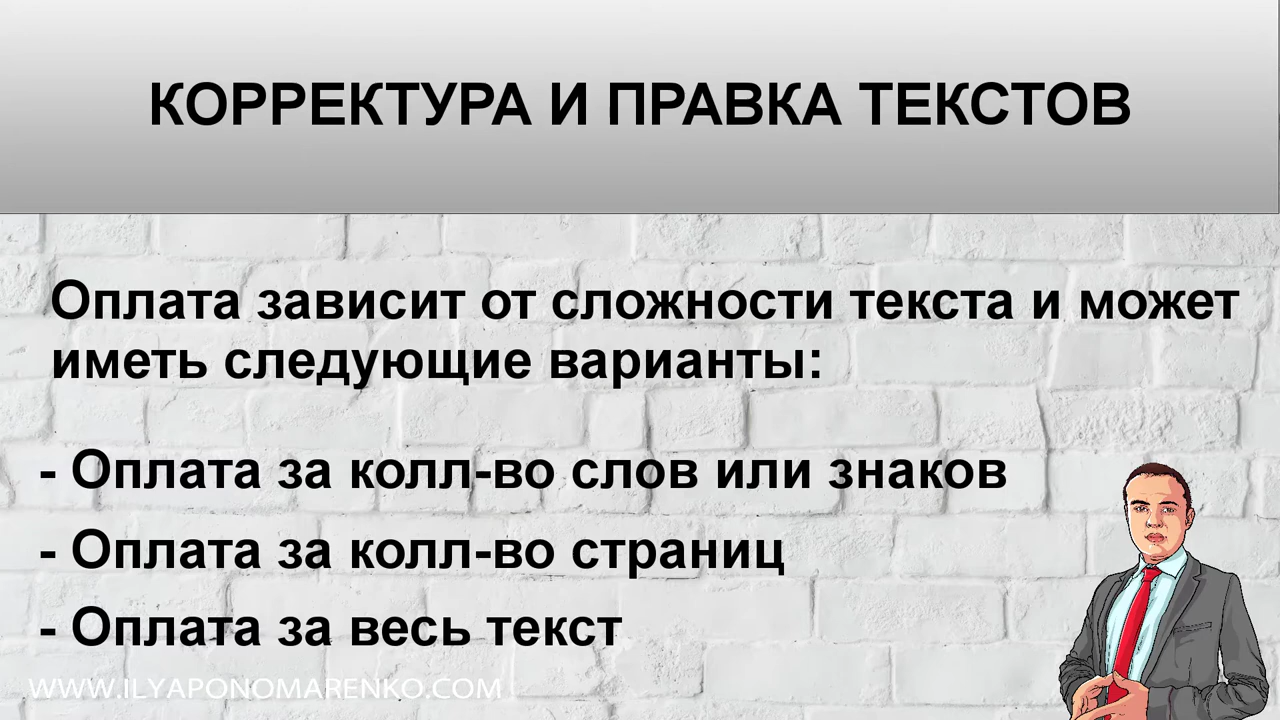 КОРРЕКТУРА И ПРАВКА ТЕКСТОВ
Оплата зависит от сложности текста и может
иметь следующие варианты:
- Оплата за колл-во слов или знаков
- Оплата за колл-во страниц
- Оплата за весь текст
WWW.ILYAPONOMARENKO.COM